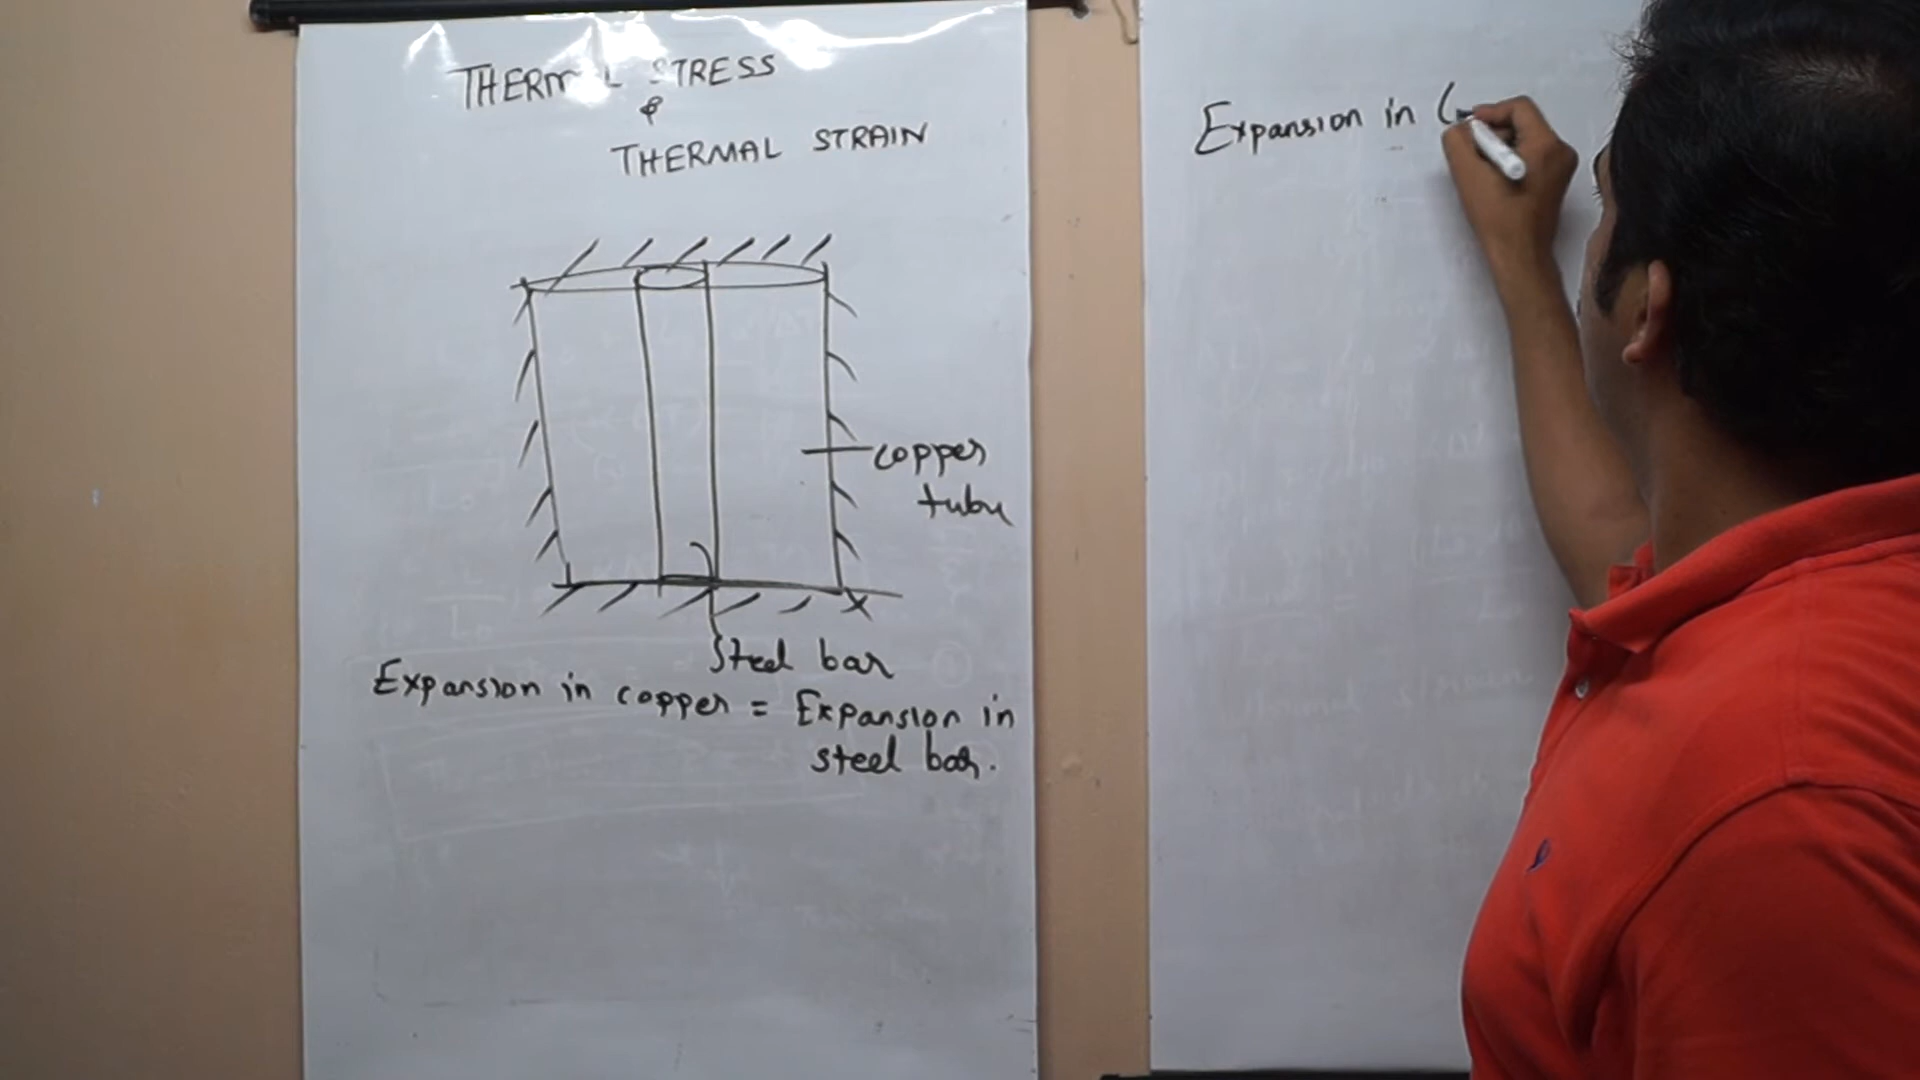 THERMAL STRESS
&
THERMAL STRAIN
copper
tube
Steel bar
Expansion in copper = Expansion in
steel bar.
Expansion in